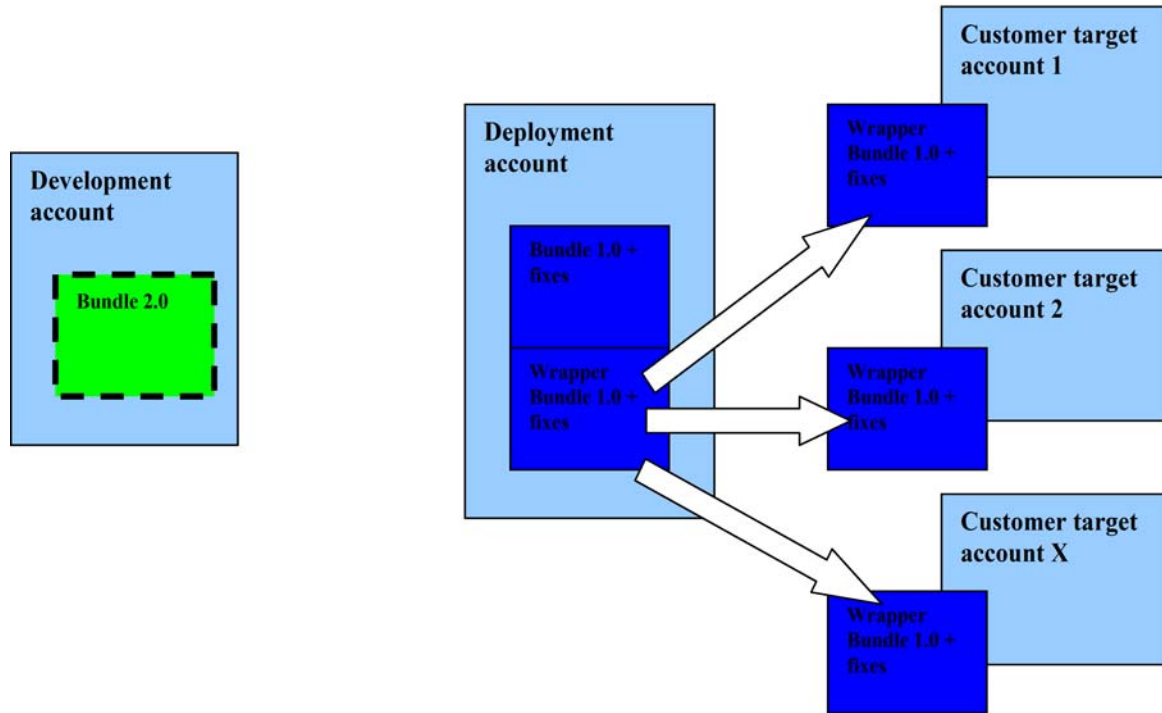 Development
account
Bundle 2.0
Deployment
account
Bundle 1.0 +
fixes
Wrapper
Bundle 1.0 +
fixes
Customer target
account 1
Wrapper
Bundle 1.0 +
fixes
Customer target
account 2
Wrapper
Bundle 1.0 +
fixes
Customer target
account X
Wrapper
Bundle 1.0 +
fixes